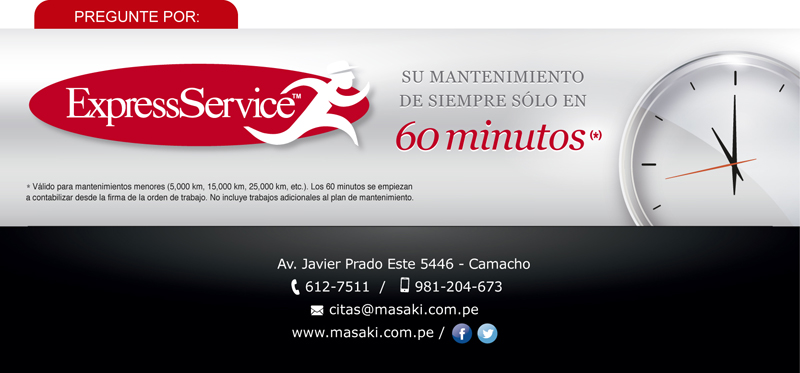 PREGUNTE POR:
ExpressService™
SU MANTENIMIENTO
DE SIEMPRE SÓLO EN
60 minutos (*)
* Válido para mantenimientos menores (5,000 km, 15,000 km, 25,000 km, etc.). Los 60 minutos se empiezan
a contabilizar desde la firma de la orden de trabajo. No incluye trabajos adicionales al plan de mantenimiento.
Av. Javier Prado Este 5446 - Camacho
612-7511 / 981-204-673
citas@masaki.com.pe
www.masaki.com.pe /